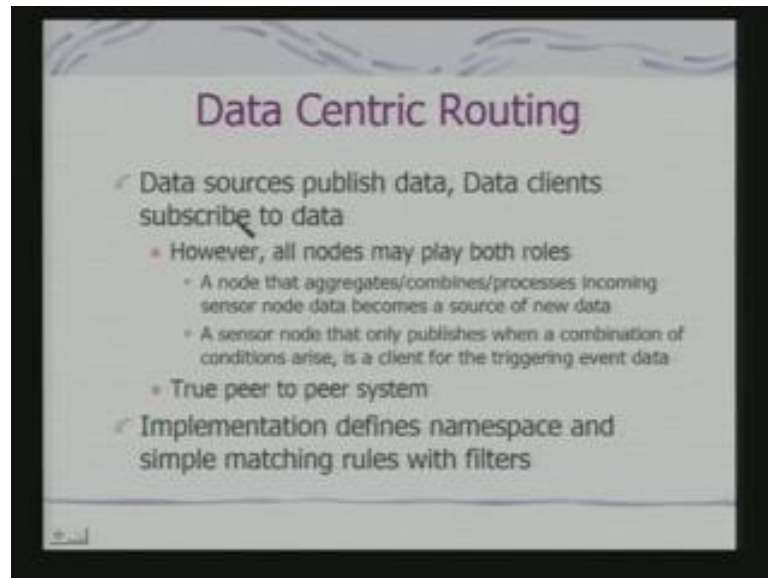 Data Centric Routing
Data sources publish data, Data clients
subscribe to data
However, all nodes may play both roles
A node that aggregates/combines/processes incoming
sensor node data becomes a source of new data
A sensor node that only publishes when a combination of
conditions arise, is a client for the triggering event data
True peer to peer system
Implementation defines namespace and
simple matching rules with filters